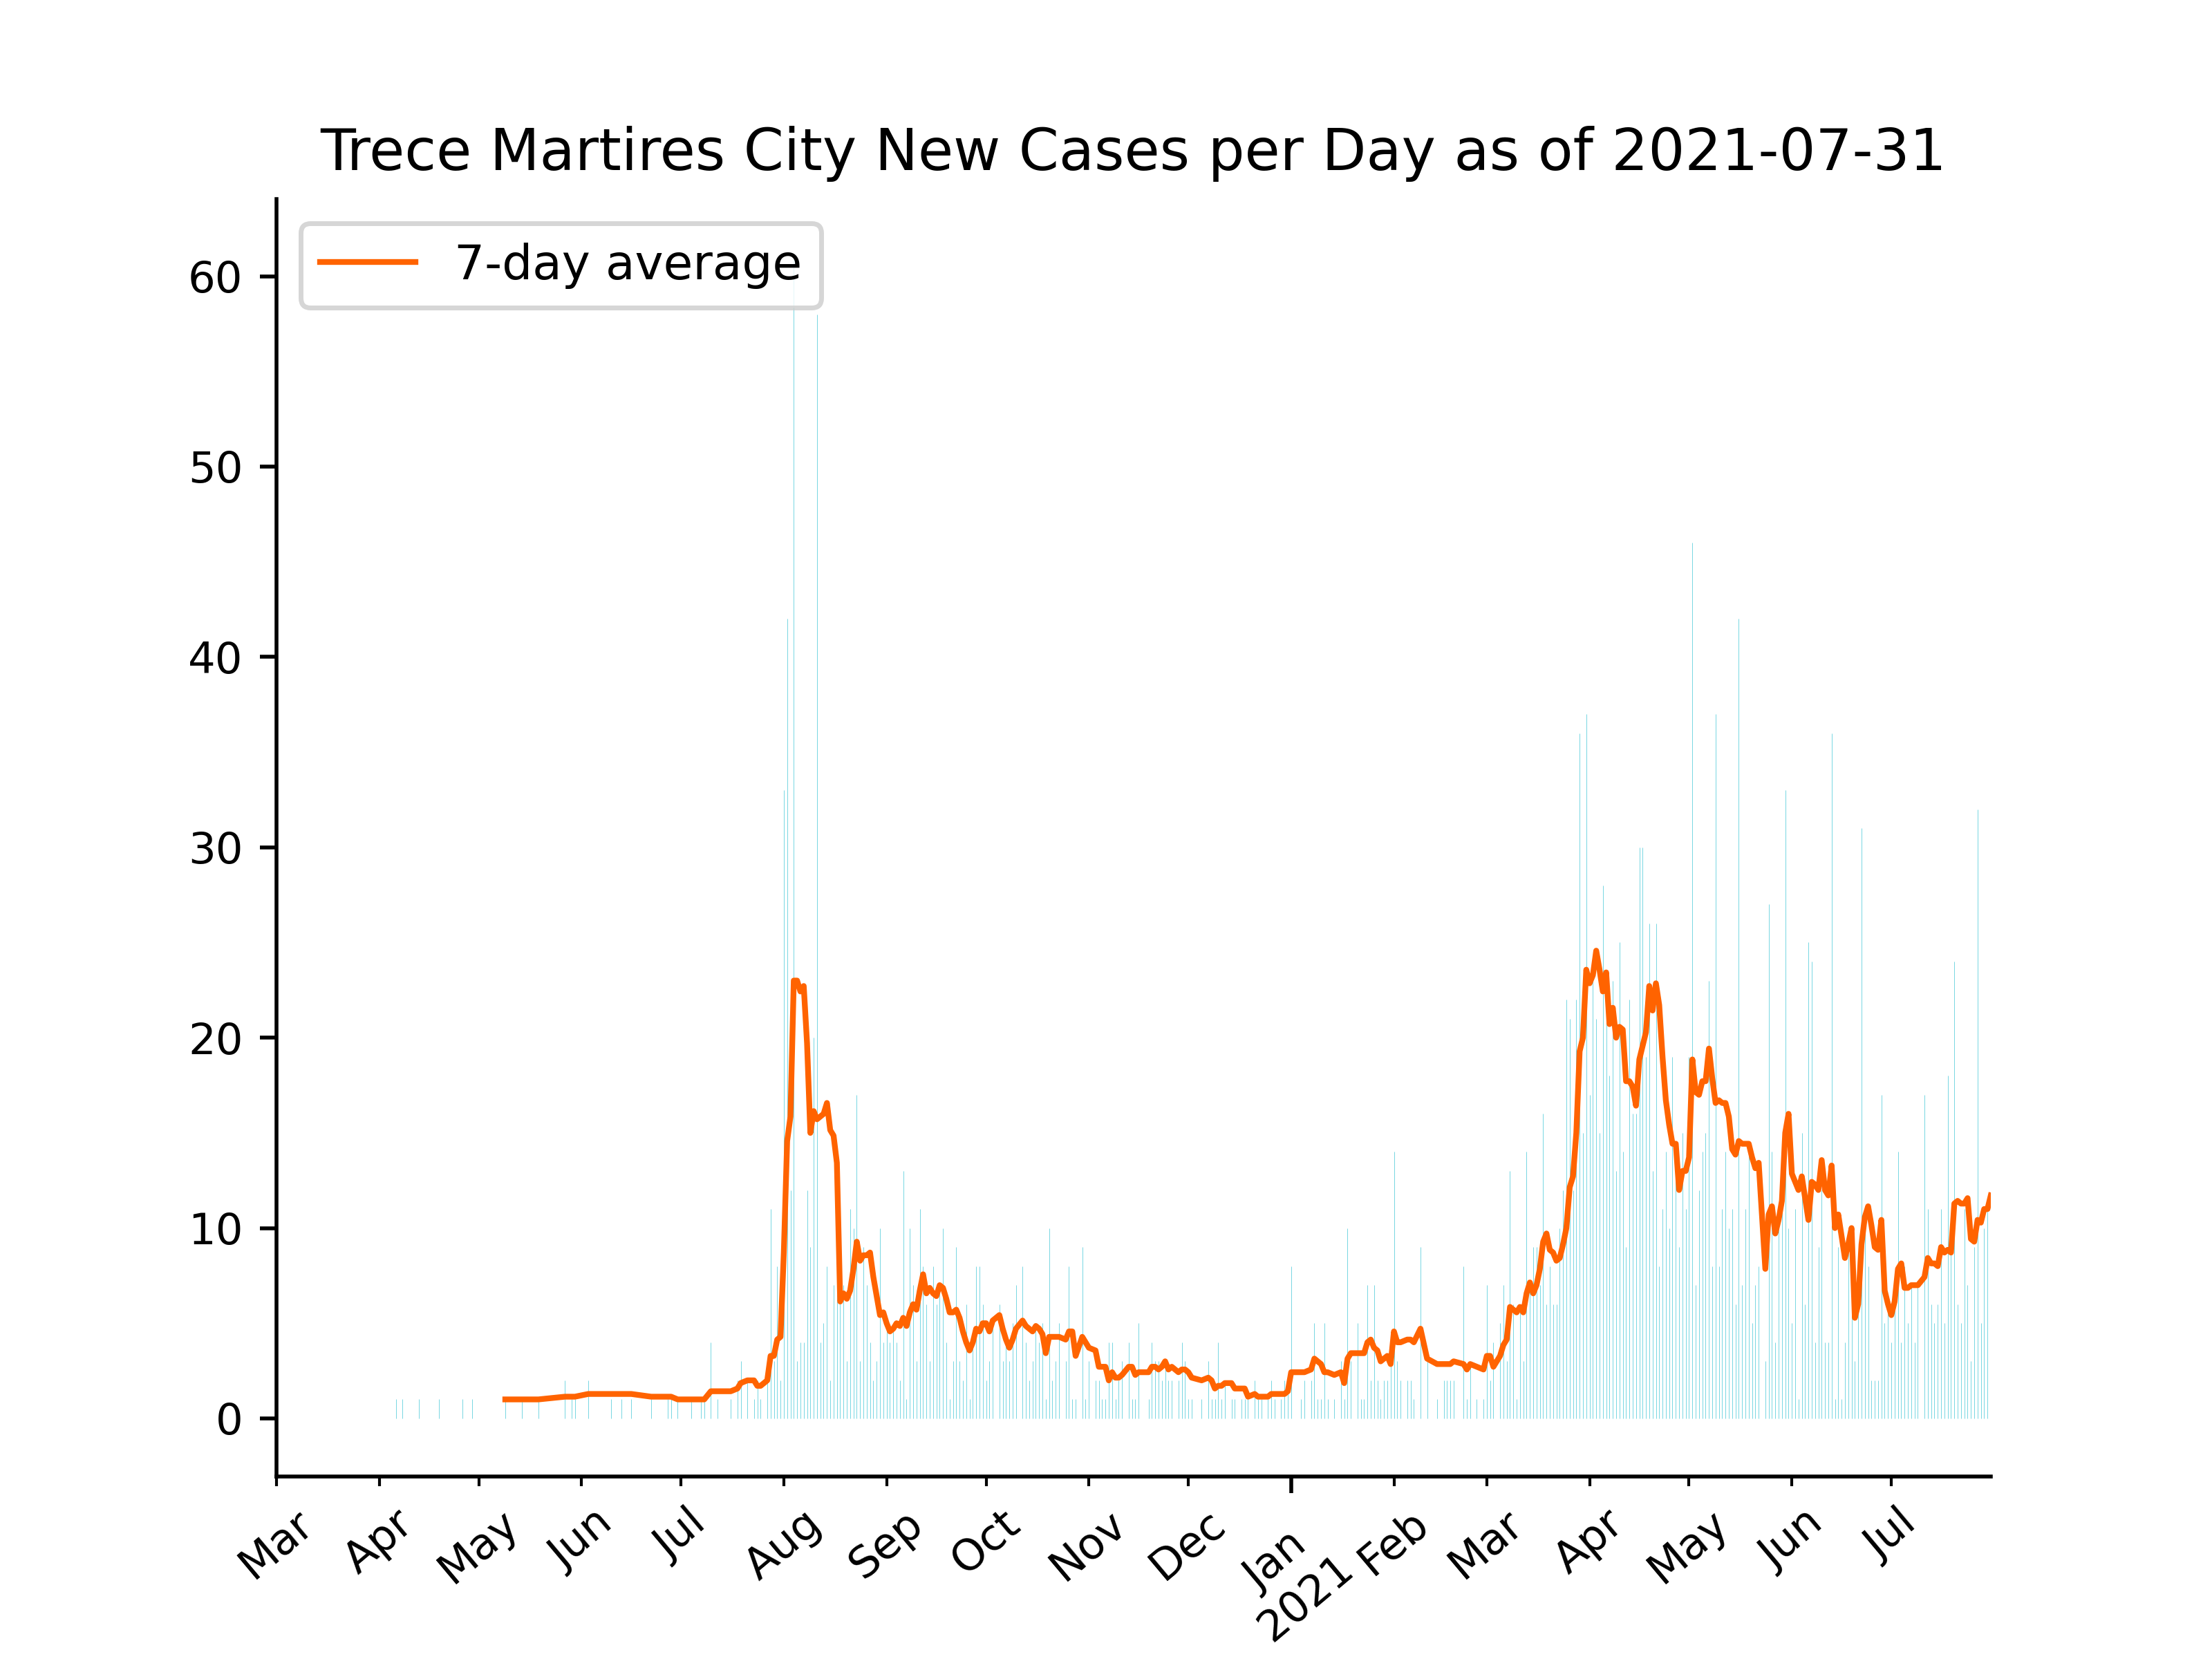 Trece Martires City New Cases per Day as of 2021-07-31
7-day average
60
50
40
30
20
10
0
Mar
Apr
May
Jun
Jul
Aug
Sep
Oct
Nov
Dec
Jan
2021
Feb
Mar
Apr
May
Jun
Jul